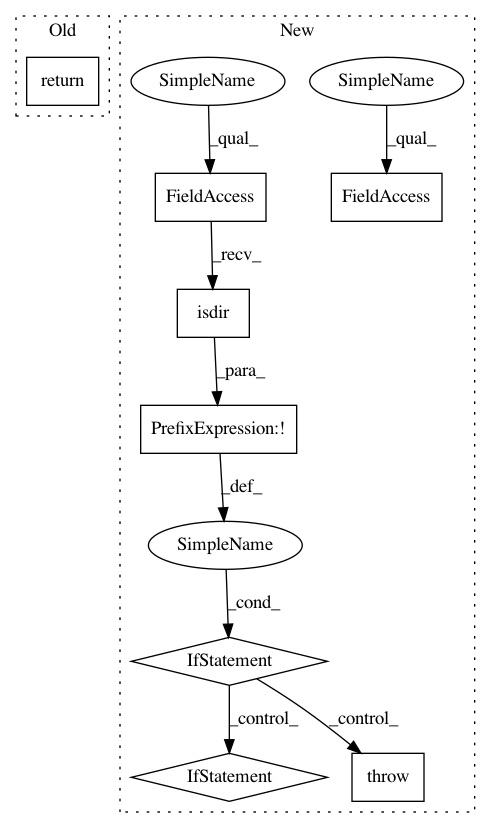 Old
New
return
SimpleName
SimpleName
_qual_
_qual_
FieldAccess
FieldAccess
_recv_
isdir
_para_
PrefixExpression:!
_def_
SimpleName
_cond_
IfStatement
_control_
_control_
IfStatement
throw